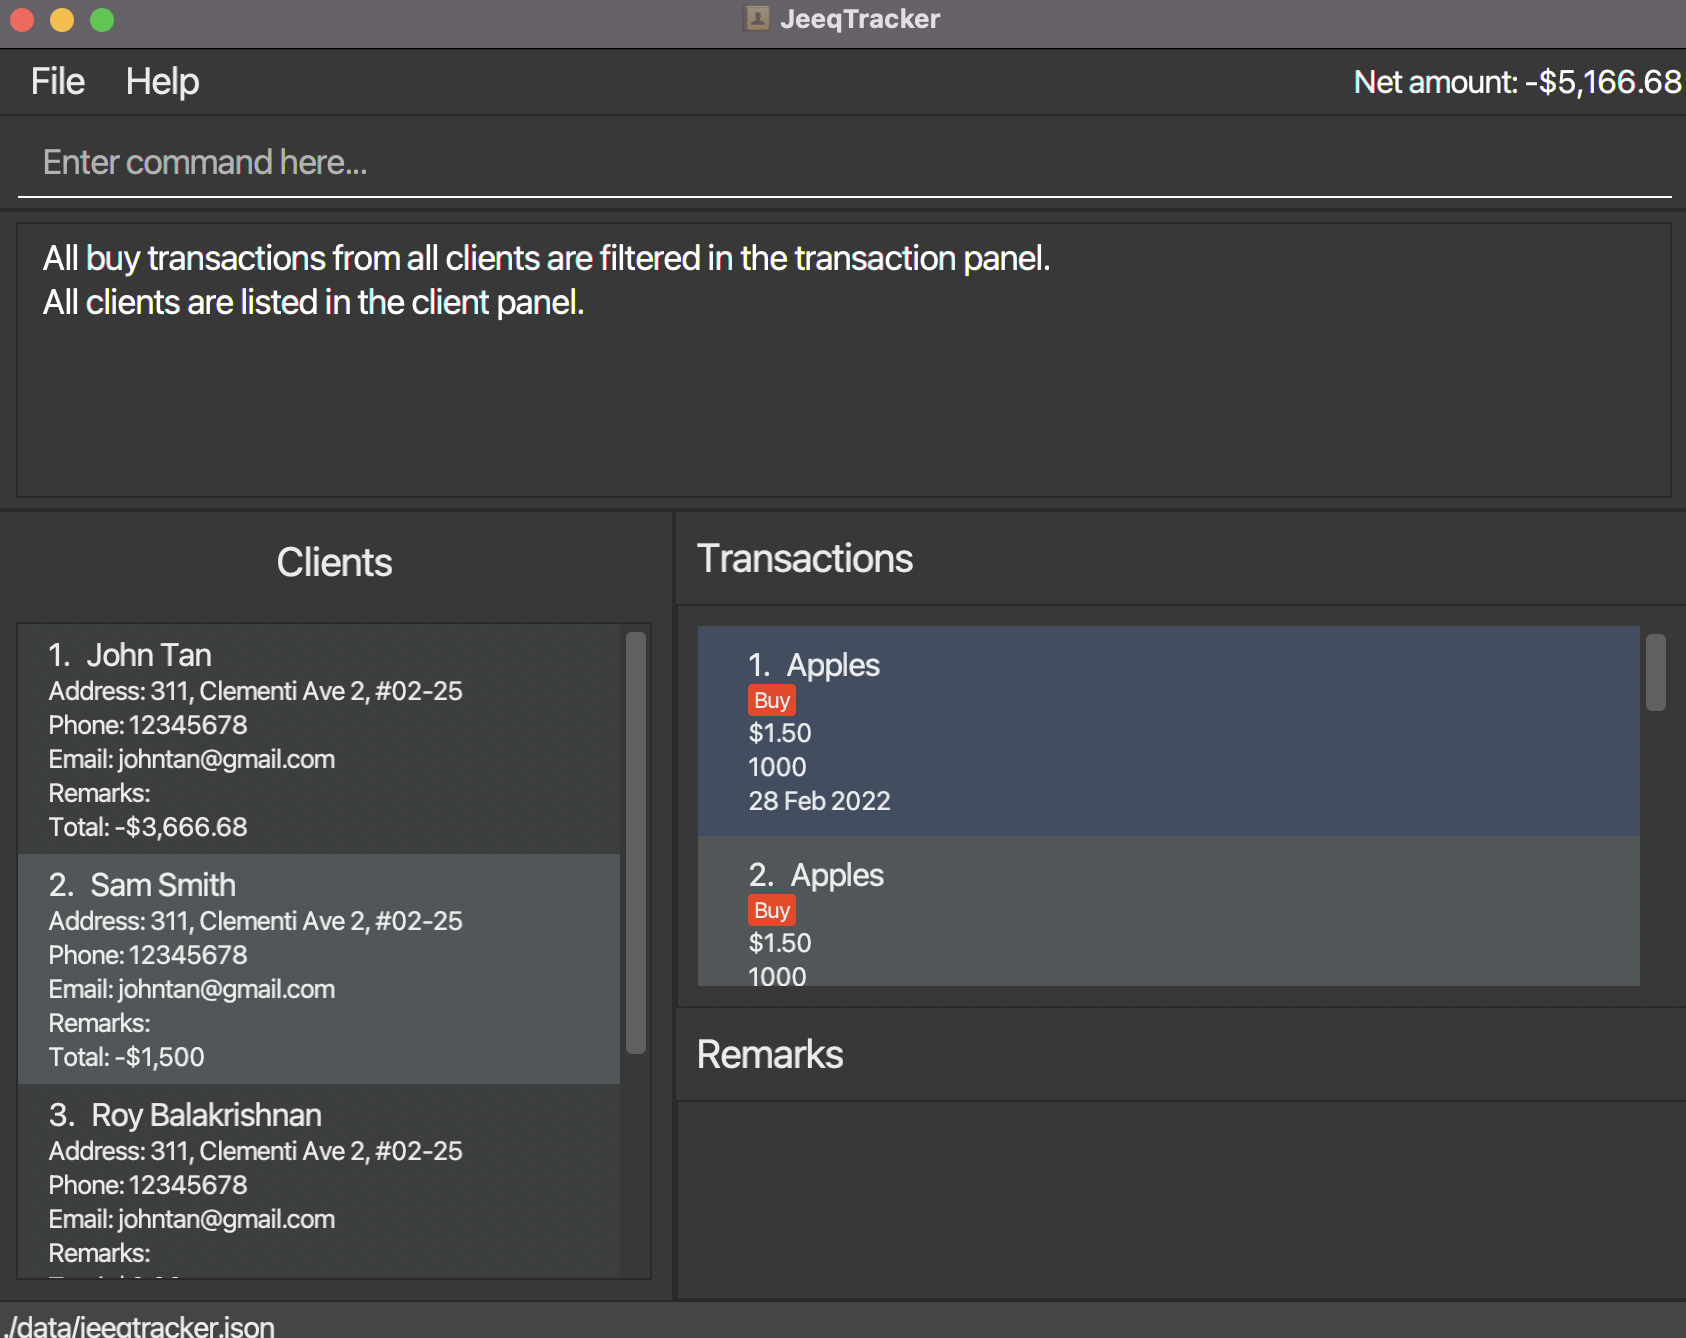 JeeqTracker
File Help Net amount: -$5,166.68
Enter command here...
All buy transactions from all clients are filtered in the transaction panel.
All clients are listed in the client panel.
Clients
1. John Tan
Address: 311, Clementi Ave 2, #02-25
Phone: 12345678
Email: johntan@gmail.com
Remarks:
Total: -$3,666.68
2. Sam Smith
Address: 311, Clementi Ave 2, #02-25
Phone: 12345678
Email: johntan@gmail.com
Remarks:
Total: -$1,500
3. Roy Balakrishnan
Address: 311, Clementi Ave 2, #02-25
Phone: 12345678
Email: johntan@gmail.com
Remarks:
Transactions
1. Apples
Buy
$1.50
1000
28 Feb 2022
2. Apples
Buy
$1.50
1000
Remarks
./data/jeeqtracker.json